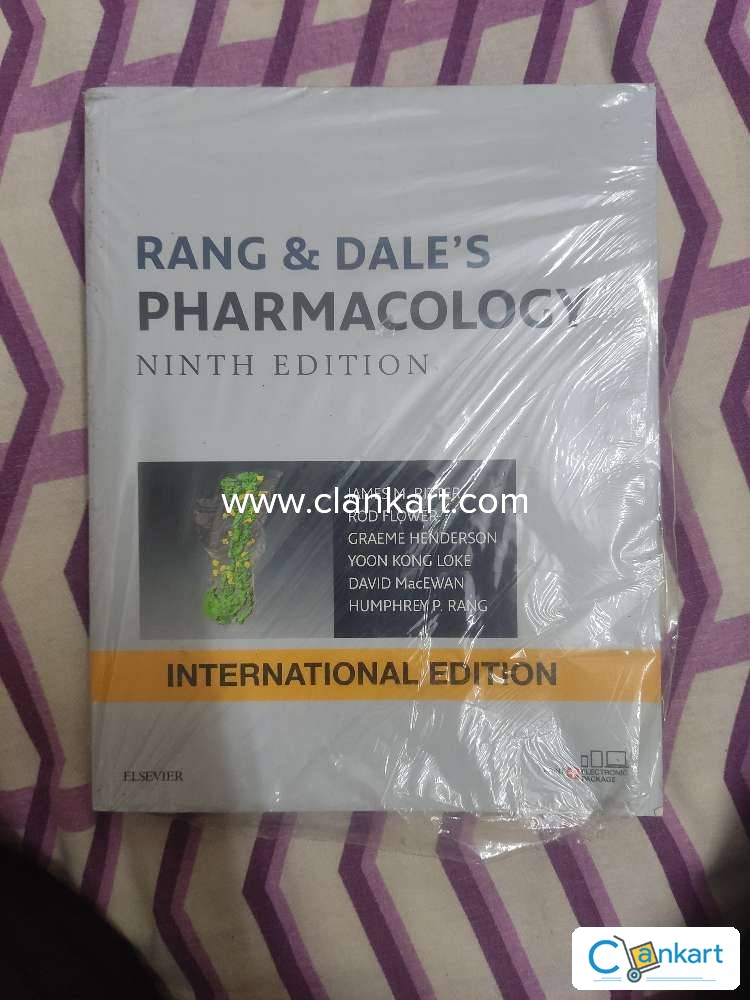 RANG & DALE'S
PHARMACOLOGY
NINTH EDITION
www.clankart.com
ROD FLOWER
GRAEME HENDERSON
YOON KONG LOKE
DAVID MacEWAN
HUMPHREY P. RANG
INTERNATIONAL EDITION
ELSEVIER
ELECTRONIC
PACKAGE
Clankart